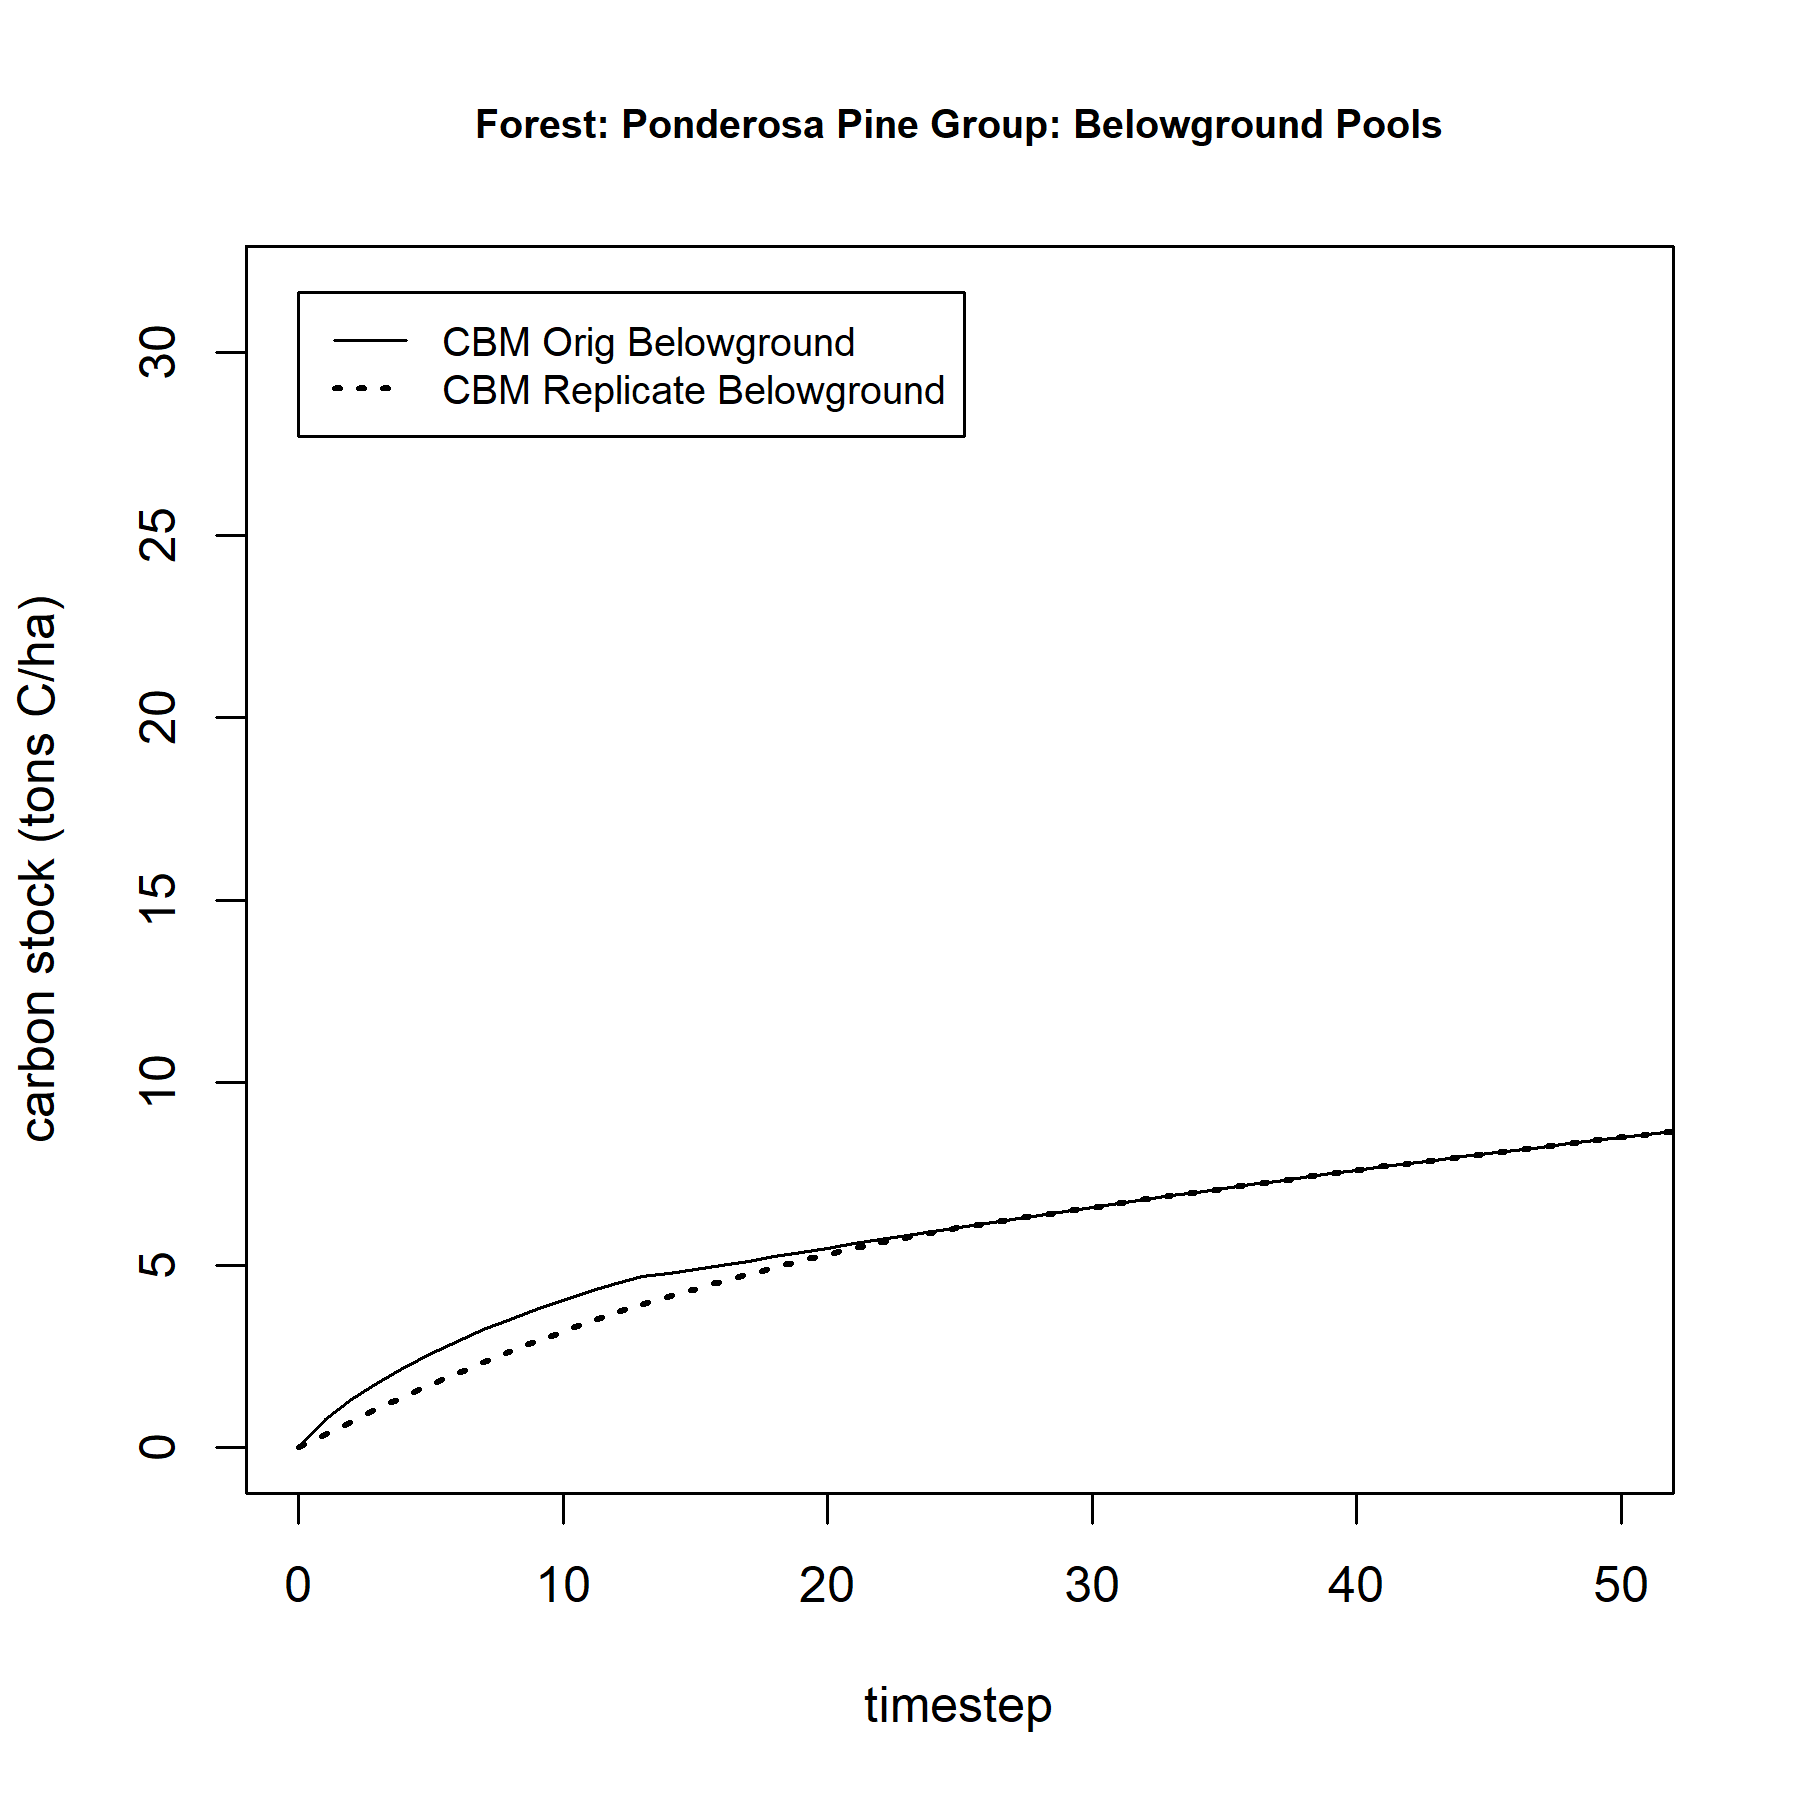 Forest: Ponderosa Pine Group: Belowground Pools
CBM Orig Belowground
CBM Replicate Belowground
carbon stock (tons C/ha)
30
25
20
15
10
5
0
0 10 20 30 40 50
timestep